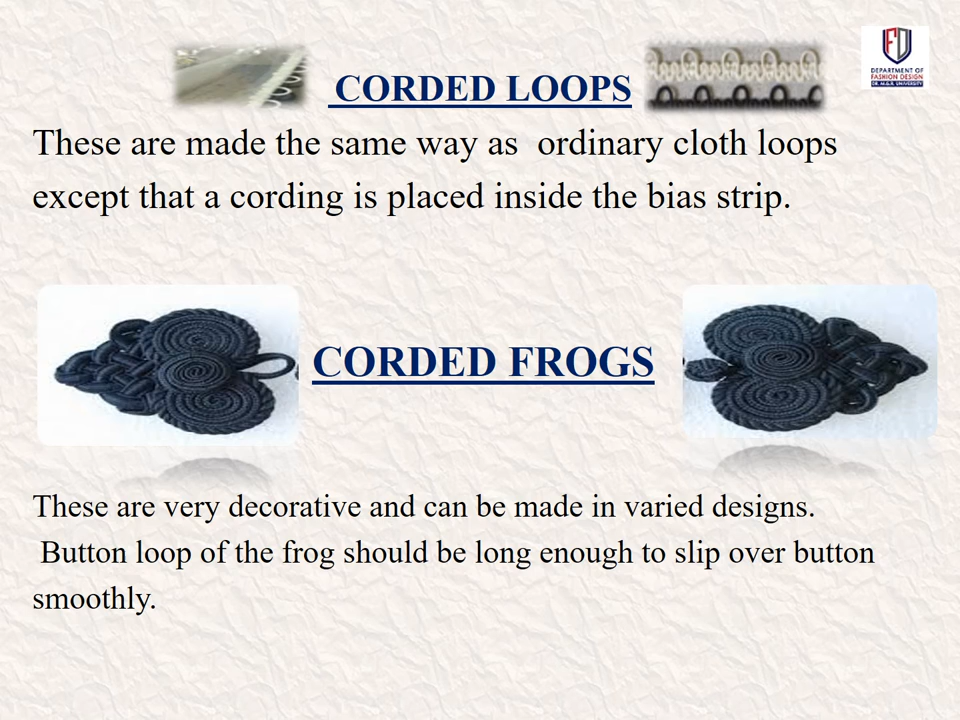 CORDED LOOPS
DEPARTMENT OF
FASHION DESIGN
DR. M.G.R. UNIVERSITY
These are made the same way as  ordinary cloth loops
except that a cording is placed inside the bias strip.
CORDED FROGS
These are very decorative and can be made in varied designs.
Button loop of the frog should be long enough to slip over button
smoothly.